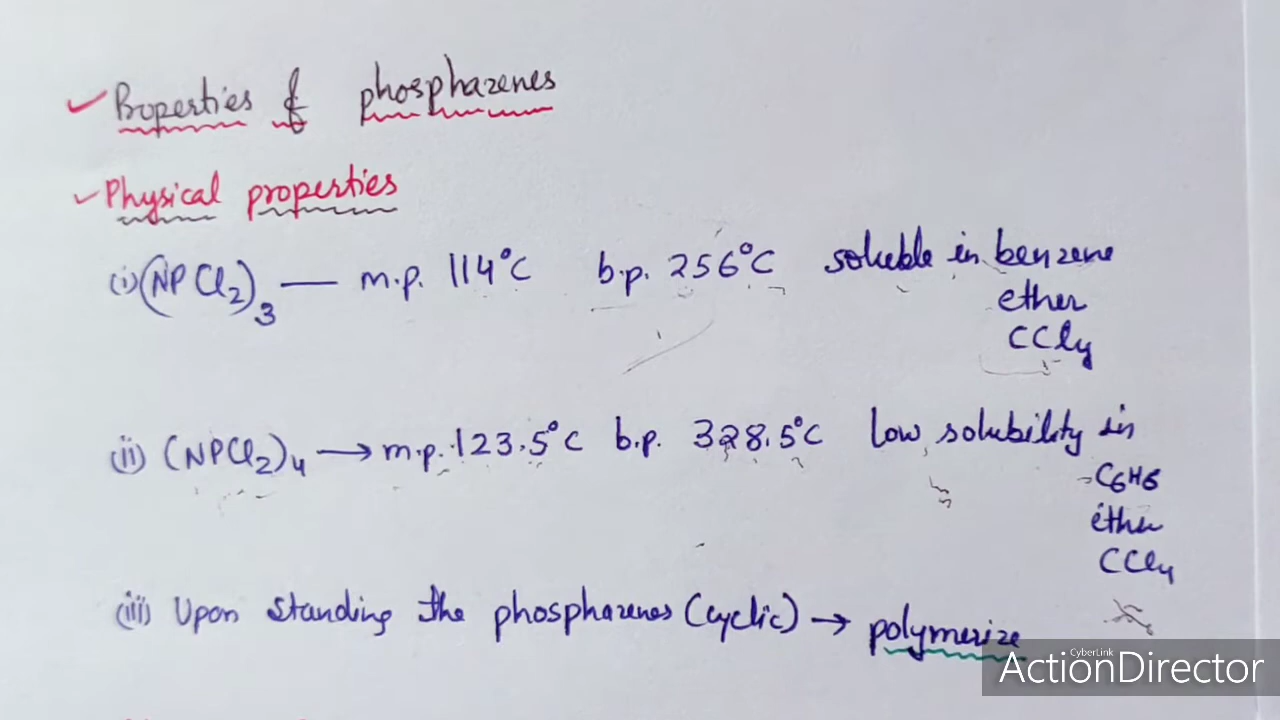 Properties of phosphazenes
Physical properties
(i) (NPCl2)3 — m.p. 114°C b.p. 256°C soluble in benzene
ether
CCl4
(ii) (NPCl2)4 → m.p. 123.5°C b.p. 328.5°C low solubility in
C6H6
ether
CCl4
(iii) Upon standing the phosphazenes (cyclic) → polymerize
CyberLink
ActionDirector